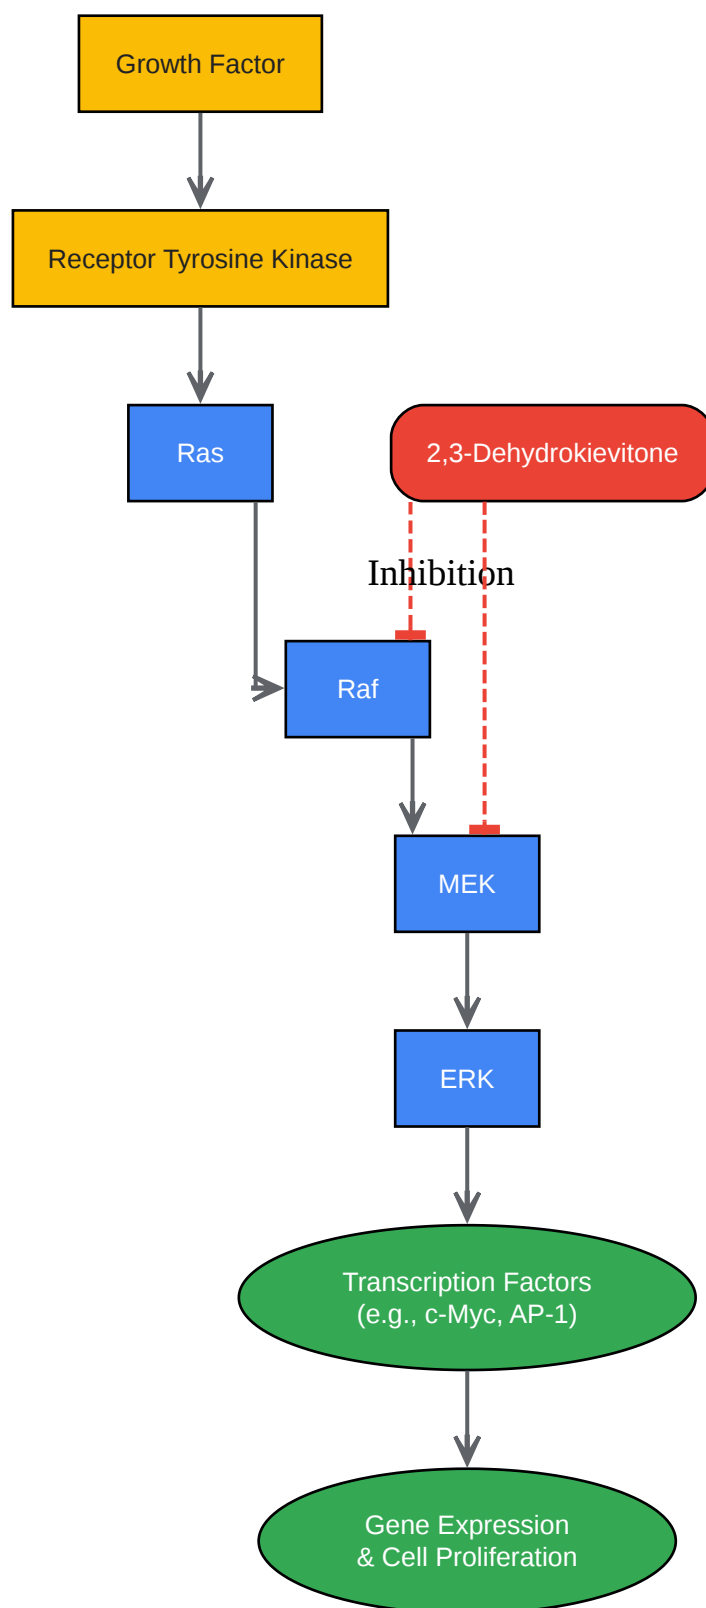 Growth Factor
Receptor Tyrosine Kinase
Ras
2,3-Dehydrokievitone
Inhibition
Raf
MEK
ERK
Transcription Factors
(e.g., c-Myc, AP-1)
Gene Expression
& Cell Proliferation